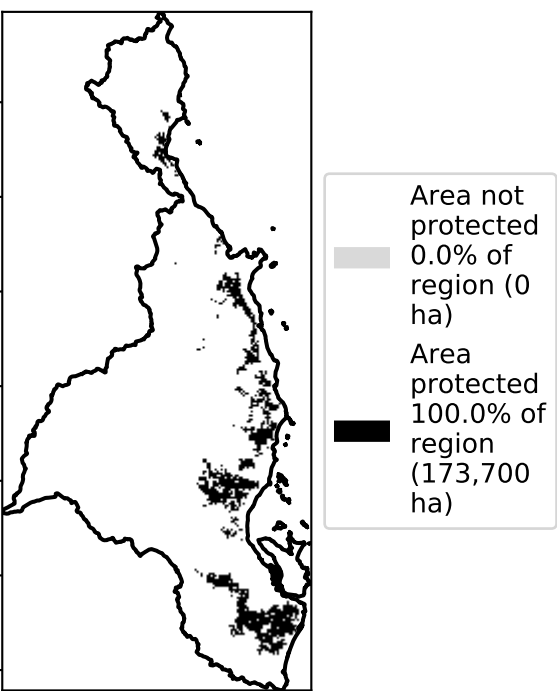 Area not
protected
0.0% of
region (0
ha)
Area
protected
100.0% of
region
(173,700
ha)